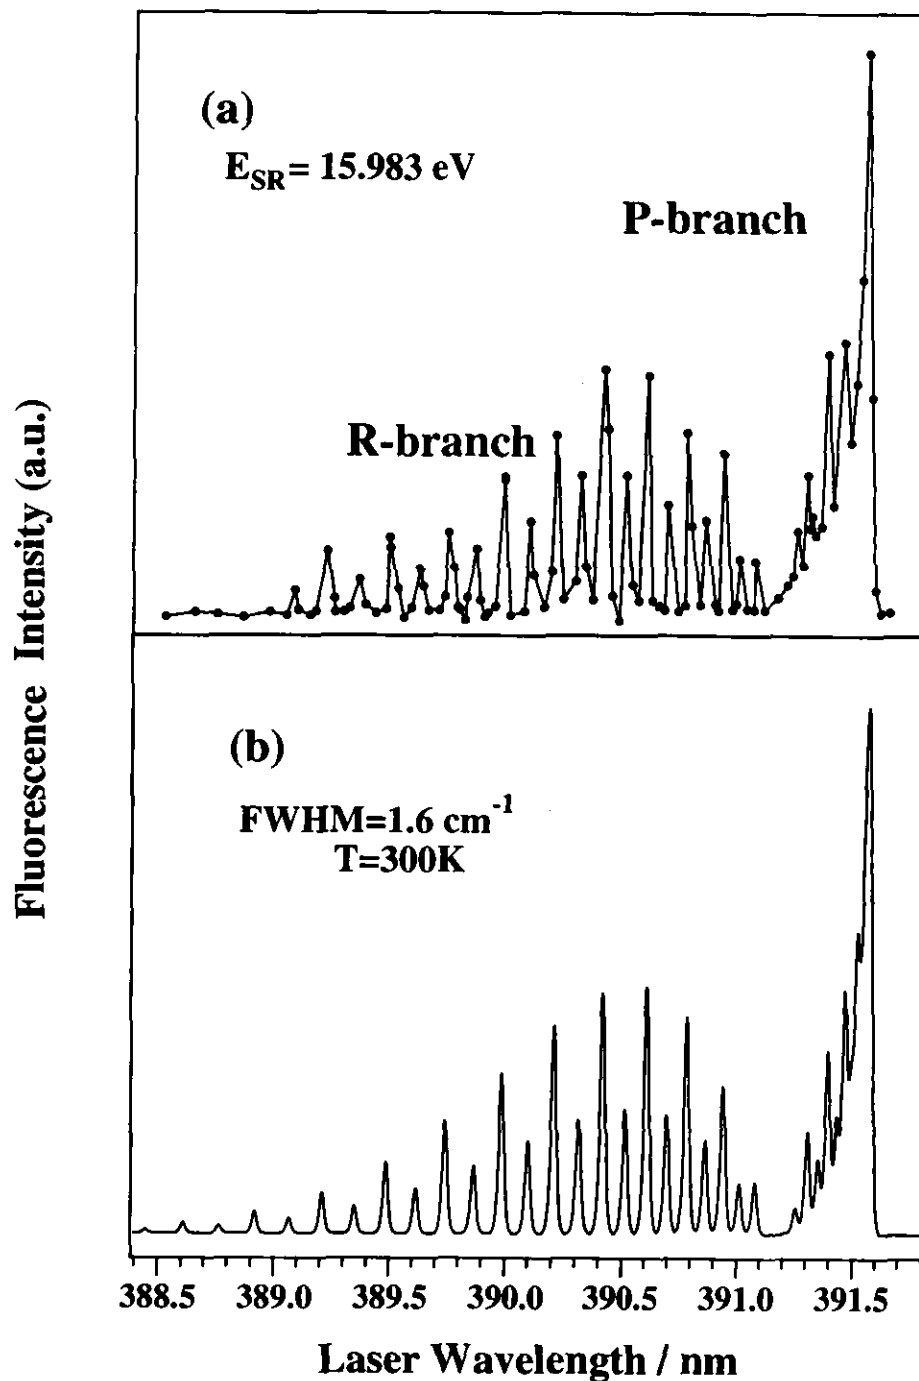 (a)
E_SR= 15.983 eV
P-branch
R-branch
Fluorescence Intensity (a.u.)
(b)
FWHM=1.6 cm^-1
T=300K
388.5 389.0 389.5 390.0 390.5 391.0 391.5
Laser Wavelength / nm